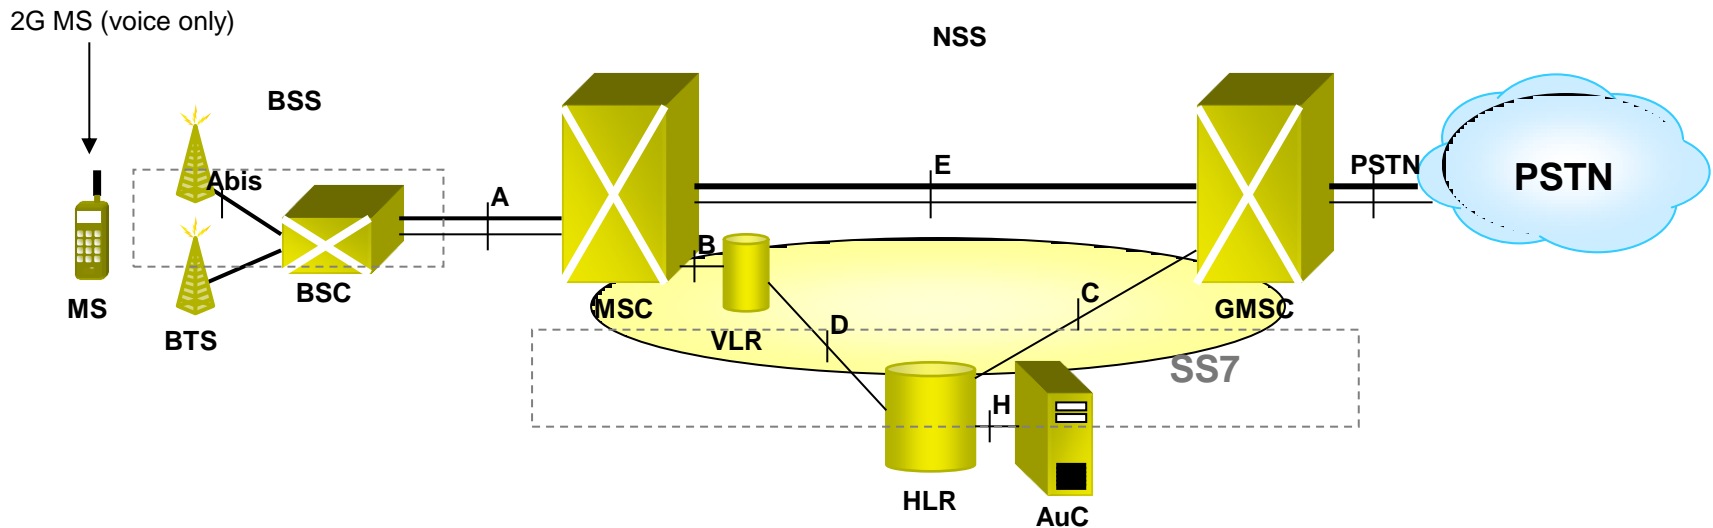 2G MS (voice only)
NSS
BSS
Abis
A
E
PSTN
PSTN
B
C
D
MS
BTS
BSC
MSC
VLR
GMSC
SS7
H
HLR
AuC